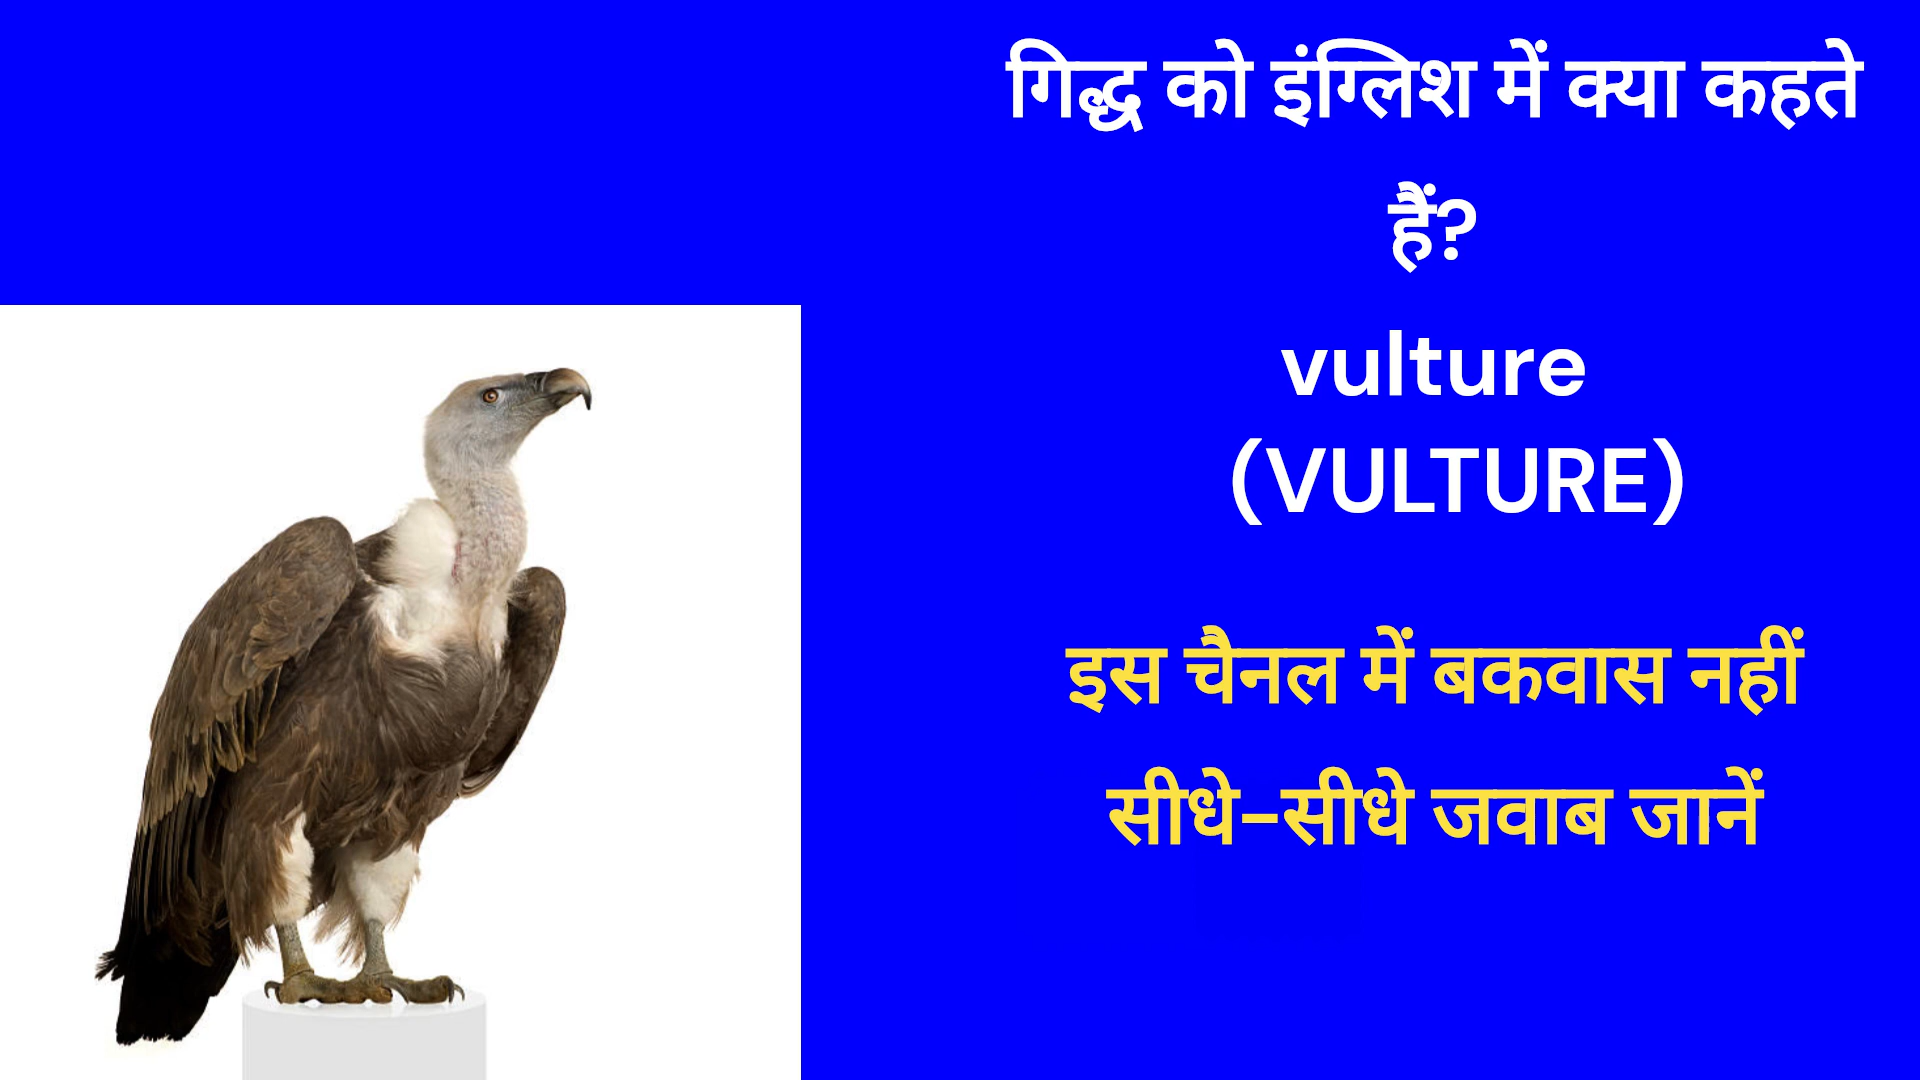 गिद्ध को इंग्लिश में क्या कहते
हैं?
vulture
(VULTURE)
इस चैनल में बकवास नहीं
सीधे-सीधे जवाब जानें